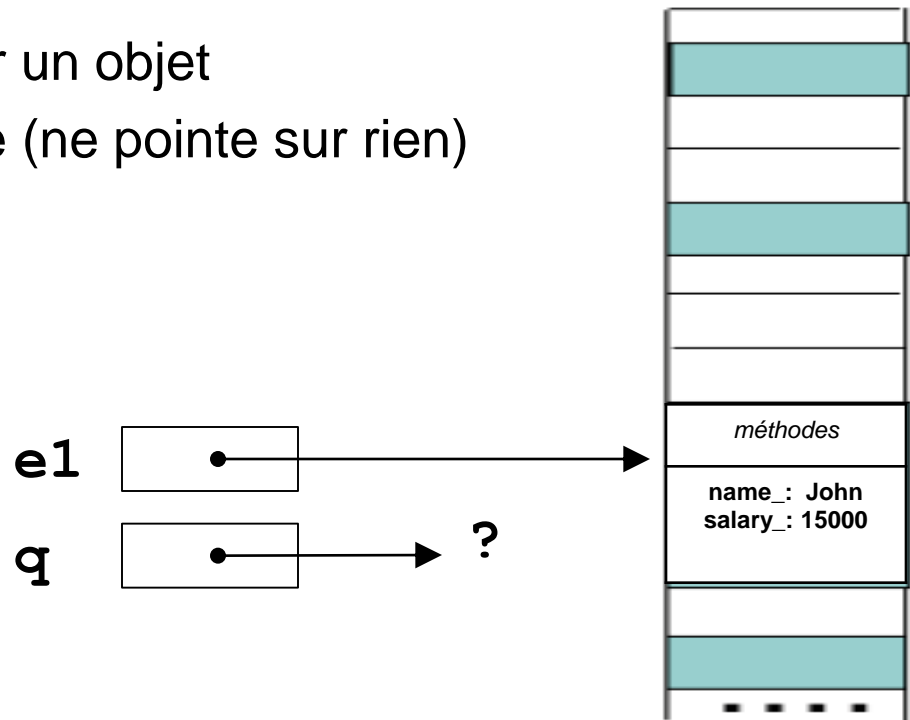 r un objet
e (ne pointe sur rien)
e1
méthodes
name_: John
salary_: 15000
q
?